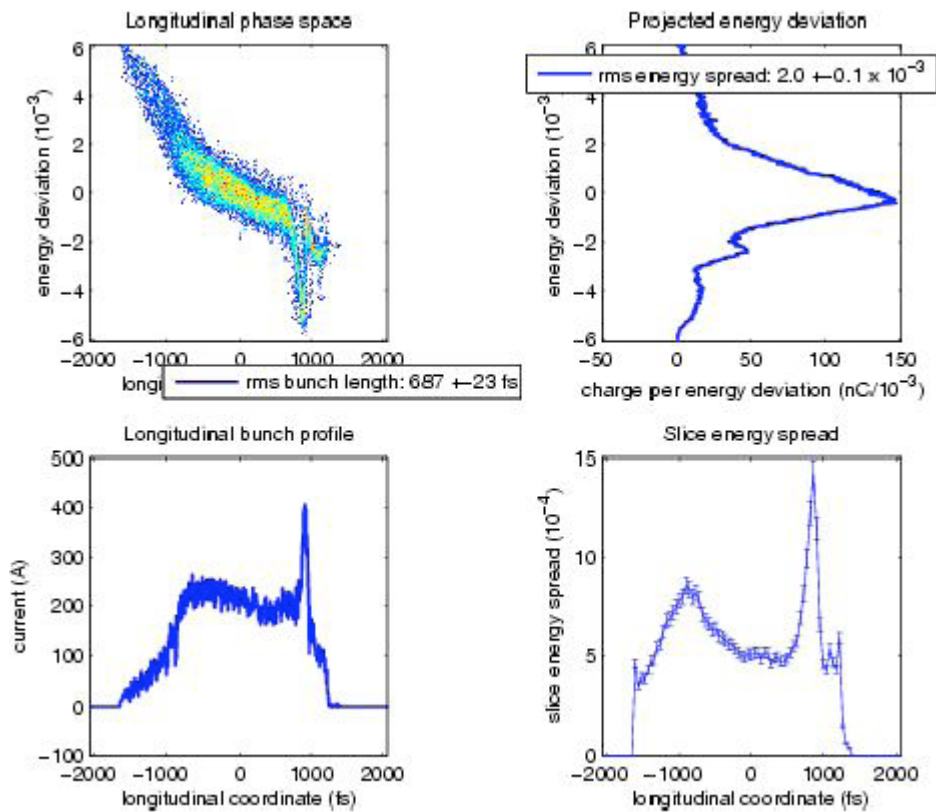 Longitudinal phase space
6
4
2
0
−2
−4
−6
energy deviation (10⁻³)
−2000 −1000 0 1000 2000
rms bunch length: 687 +−23 fs
Projected energy deviation
6
4
2
0
−2
−4
−6
energy deviation (10⁻³)
rms energy spread: 2.0 +−0.1 x 10⁻³
−50 0 50 100 150
charge per energy deviation (nC/10⁻³)
Longitudinal bunch profile
500
400
300
200
100
0
−100
current (A)
−2000 −1000 0 1000 2000
longitudinal coordinate (fs)
Slice energy spread
15
10
5
0
slice energy spread (10⁻⁴)
−2000 −1000 0 1000 2000
longitudinal coordinate (fs)